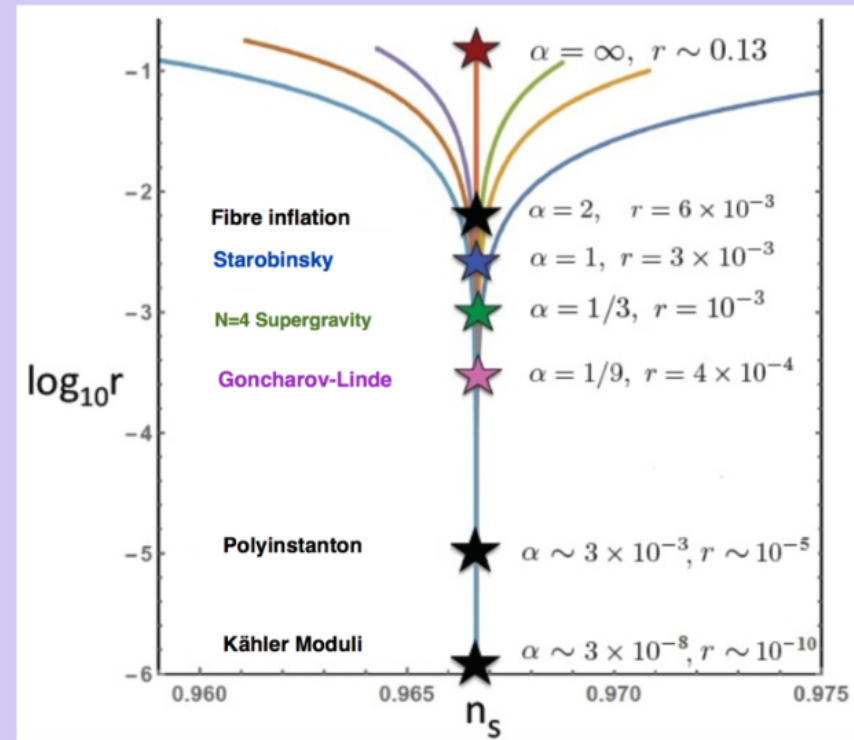 α = ∞, r ∼ 0.13
−1
−2
Fibre inflation
α = 2, r = 6 × 10⁻³
Starobinsky
α = 1, r = 3 × 10⁻³
−3
N=4 Supergravity
α = 1/3, r = 10⁻³
log₁₀r
Goncharov-Linde
α = 1/9, r = 4 × 10⁻⁴
−4
Polyinstanton
−5
α ∼ 3 × 10⁻³, r ∼ 10⁻⁵
Kähler Moduli
α ∼ 3 × 10⁻⁸, r ∼ 10⁻¹⁰
−6
0.960 0.965 0.970 0.975
nₛ